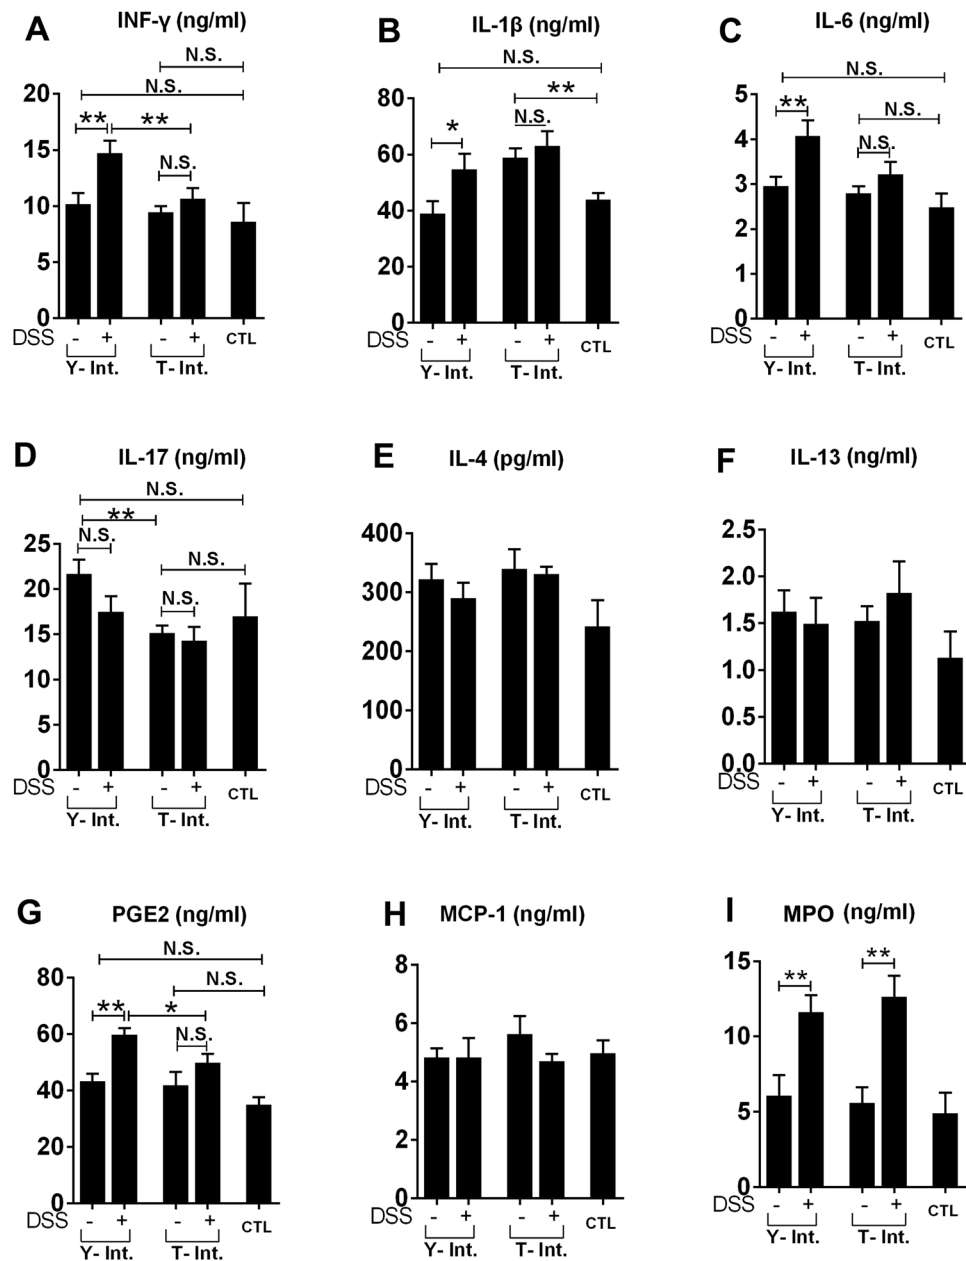 A INF-γ (ng/ml)
N.S.
N.S.
** **
N.S.
20
15
10
5
0
DSS - + - + CTL
Y- Int. T- Int.
B IL-1β (ng/ml)
N.S.
**
* N.S.
80
60
40
20
0
DSS - + - + CTL
Y- Int. T- Int.
C IL-6 (ng/ml)
N.S.
** N.S.
N.S.
5
4
3
2
1
0
DSS - + - + CTL
Y- Int. T- Int.
D IL-17 (ng/ml)
N.S.
**
N.S.
N.S.
N.S.
25
20
15
10
5
0
DSS - + - + CTL
Y- Int. T- Int.
E IL-4 (pg/ml)
400
300
200
100
0
DSS - + - + CTL
Y- Int. T- Int.
F IL-13 (ng/ml)
2.5
2.0
1.5
1.0
0.5
0.0
DSS - + - + CTL
Y- Int. T- Int.
G PGE2 (ng/ml)
N.S.
N.S.
** *
N.S.
80
60
40
20
0
DSS - + - + CTL
Y- Int. T- Int.
H MCP-1 (ng/ml)
8
6
4
2
0
DSS - + - + CTL
Y- Int. T- Int.
I MPO (ng/ml)
** **
15
10
5
0
DSS - + - + CTL
Y- Int. T- Int.